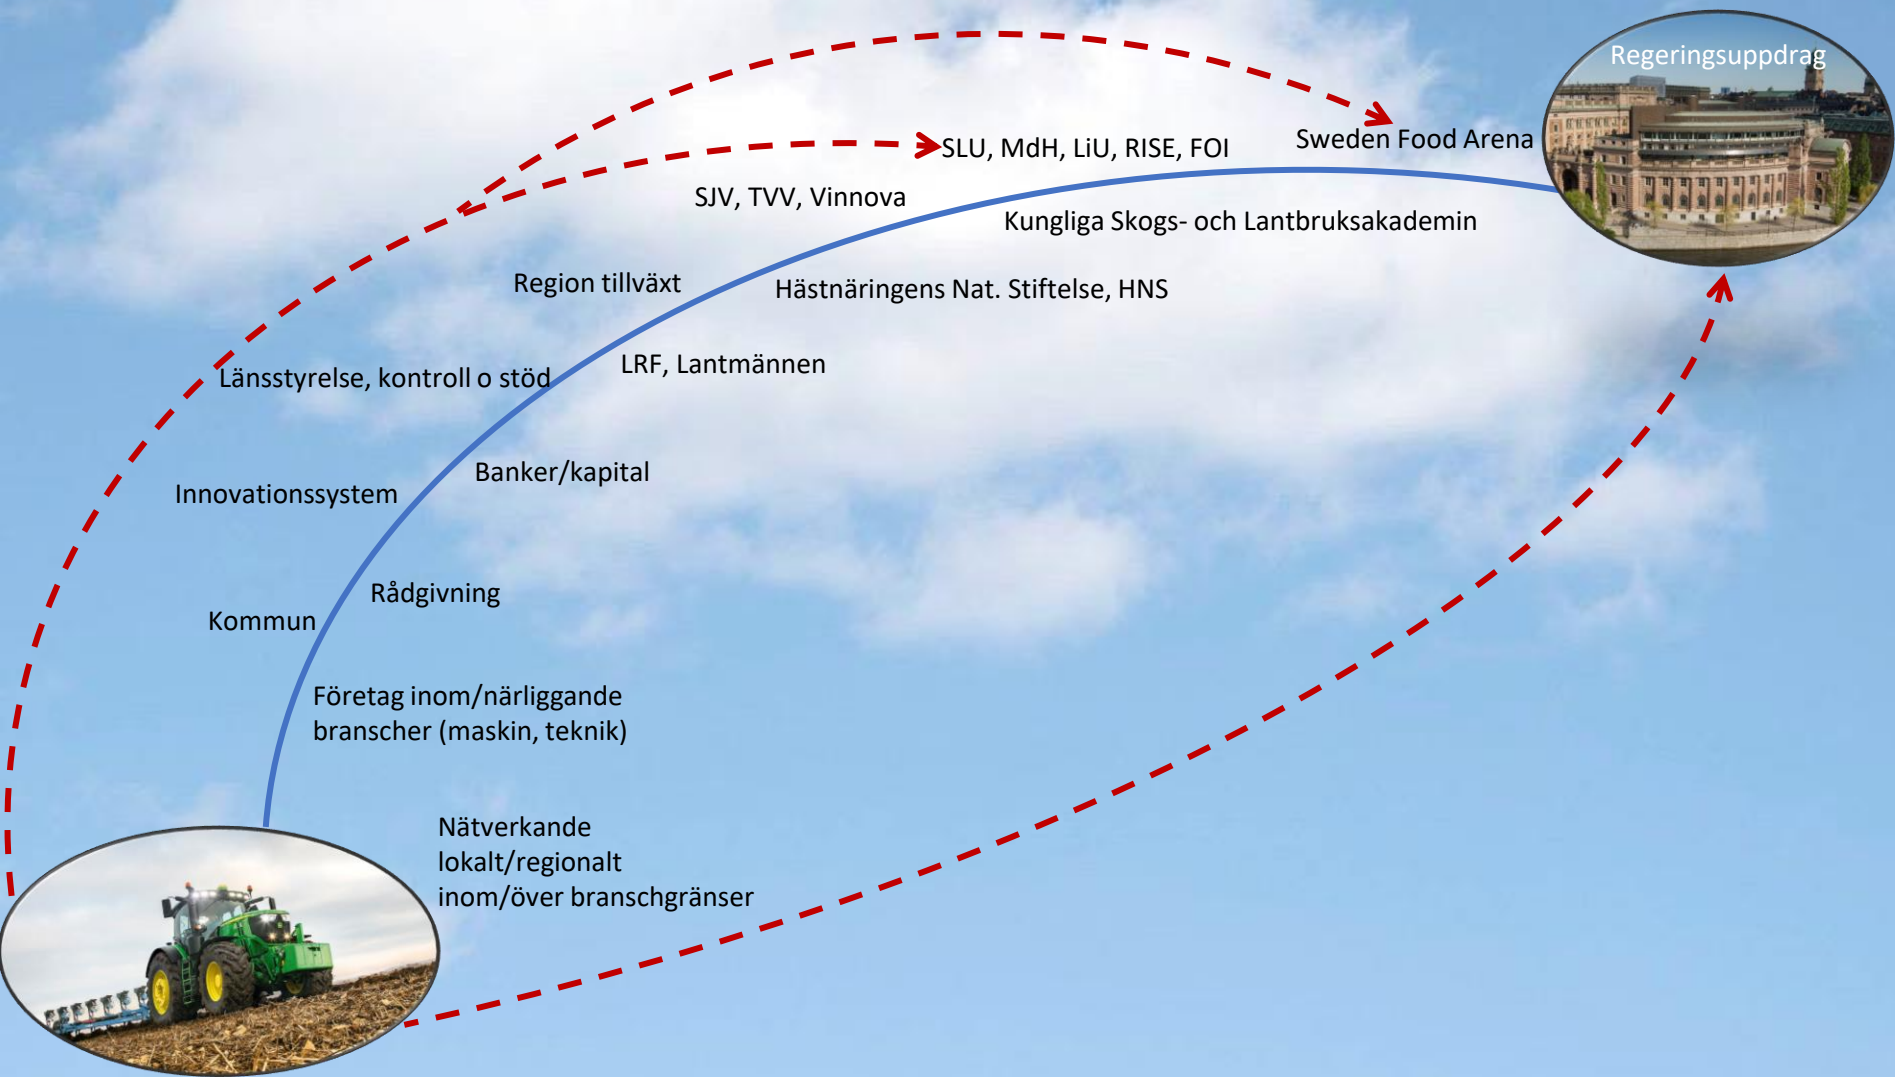 Regeringsuppdrag
Sweden Food Arena
SLU, MdH, LiU, RISE, FOI
SJV, TVV, Vinnova
Kungliga Skogs- och Lantbruksakademin
Region tillväxt
Hästnäringens Nat. Stiftelse, HNS
LRF, Lantmännen
Länsstyrelse, kontroll o stöd
Banker/kapital
Innovationssystem
Rådgivning
Kommun
Företag inom/närliggande
branscher (maskin, teknik)
Nätverkande
lokalt/regionalt
inom/över branschgränser